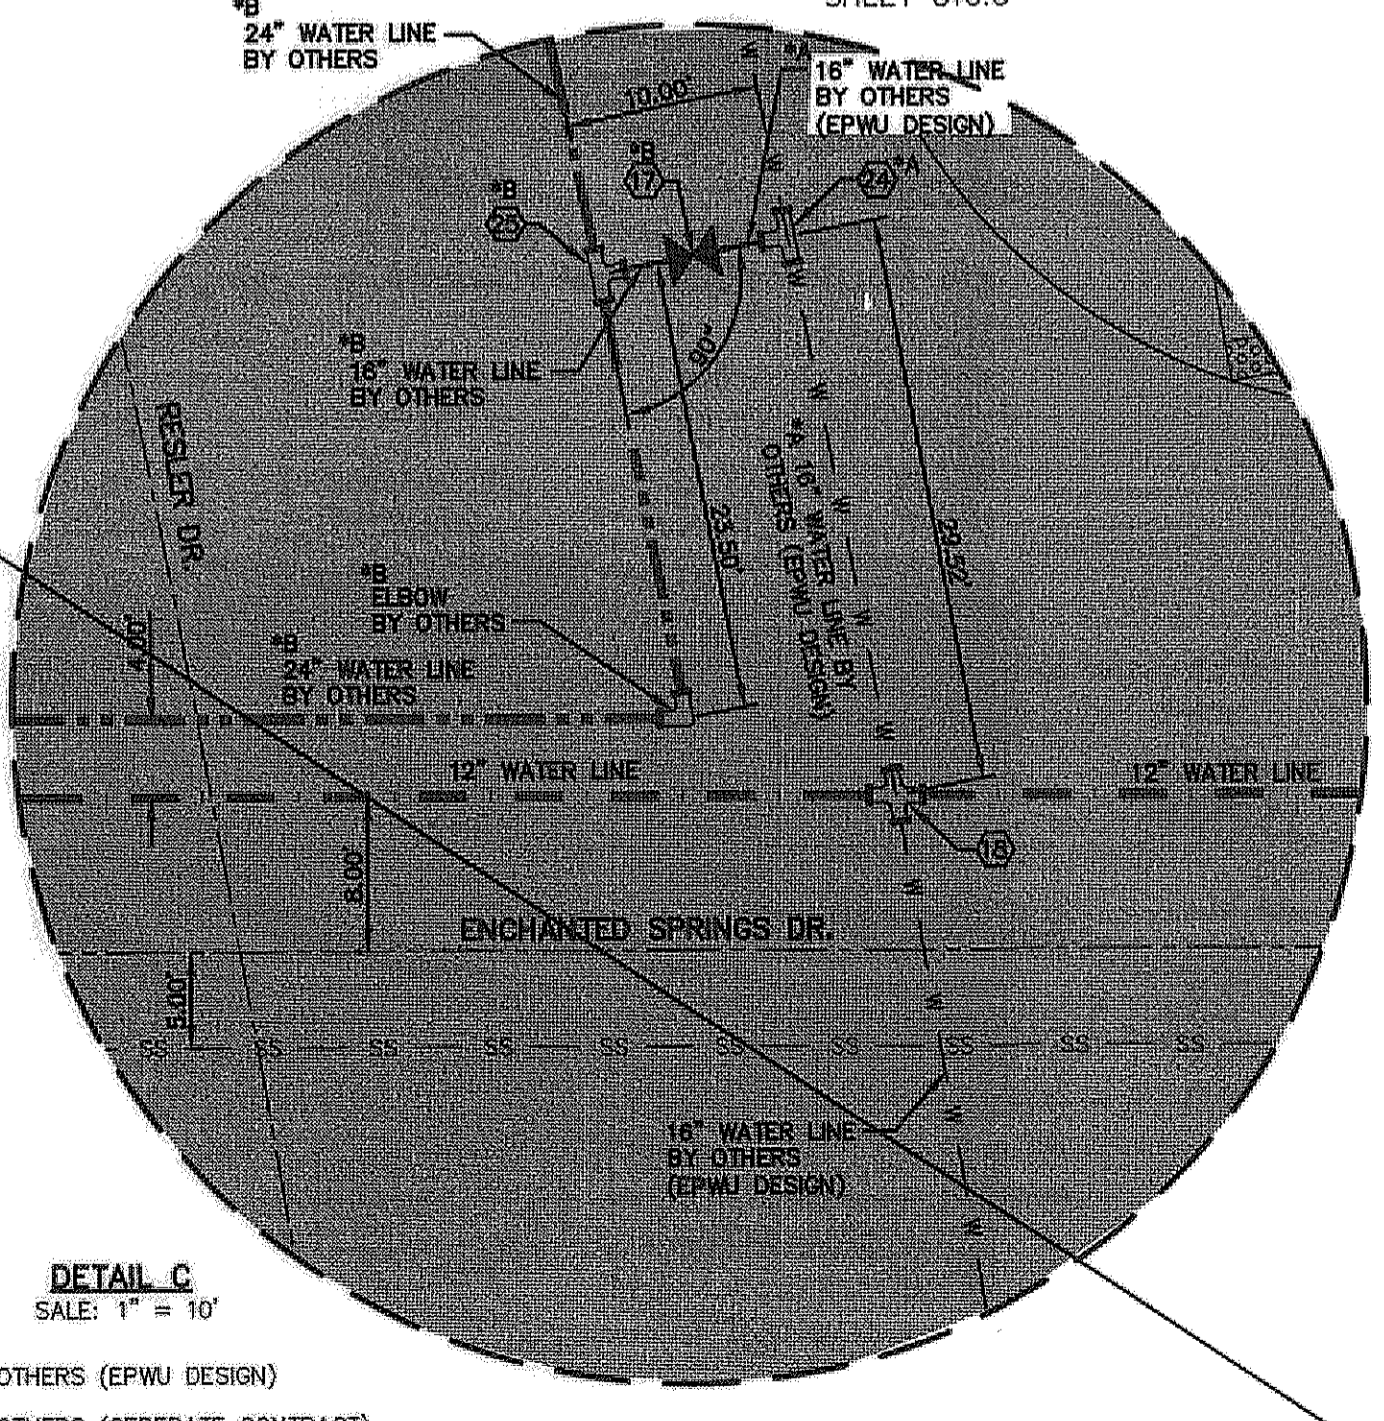 *B
24" WATER LINE
BY OTHERS
*A
16" WATER LINE
BY OTHERS
(EPWU DESIGN)
10.00'
*B
17
24 *A
*B
25
90°
*B
16" WATER LINE
BY OTHERS
RESLER DR.
23.50'
*A 16" WATER LINE BY
OTHERS (EPWU DESIGN)
29.52'
*B
ELBOW
BY OTHERS
4.00'
*B
24" WATER LINE
BY OTHERS
12" WATER LINE
12" WATER LINE
18
8.00'
ENCHANTED SPRINGS DR.
5.00'
SS SS SS SS SS SS SS SS SS SS
W W W W W W W W W W W W W
16" WATER LINE
BY OTHERS
(EPWU DESIGN)
DETAIL C
SALE: 1" = 10'
OTHERS (EPWU DESIGN)